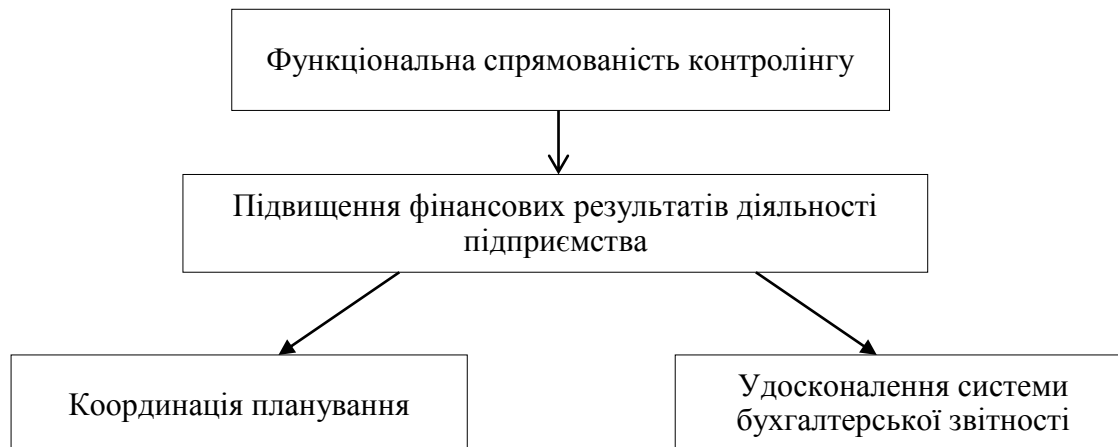 Функціональна спрямованість контролінгу
Підвищення фінансових результатів діяльності
підприємства
Координація планування
Удосконалення системи
бухгалтерської звітності